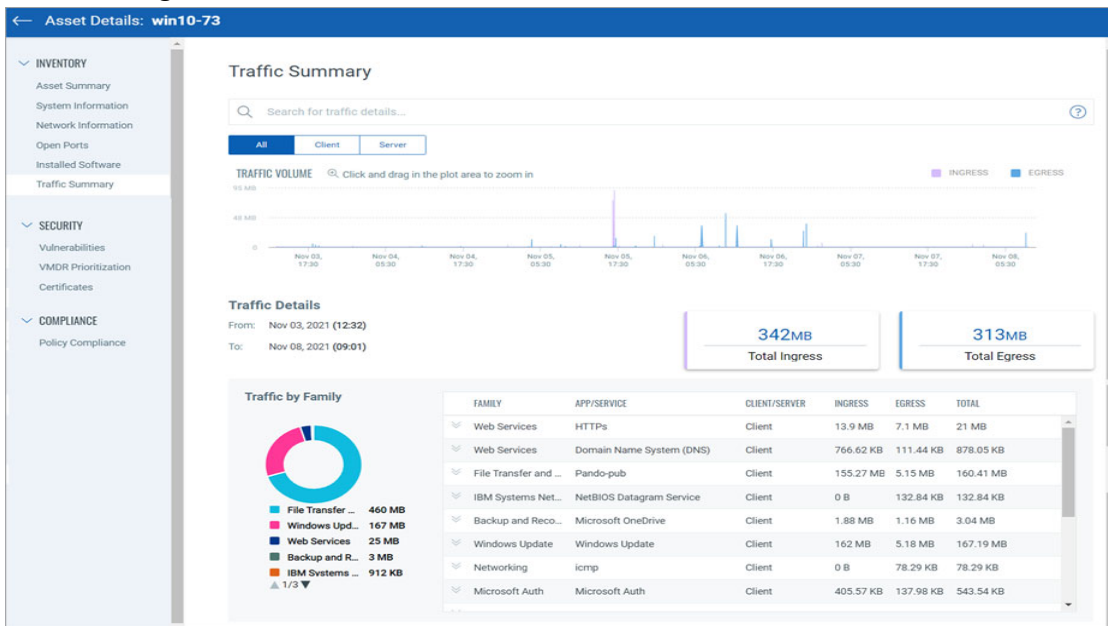 ← Asset Details: win10-73
INVENTORY
Asset Summary
System Information
Network Information
Open Ports
Installed Software
Traffic Summary
SECURITY
Vulnerabilities
VMDR Prioritization
Certificates
COMPLIANCE
Policy Compliance
Traffic Summary
Search for traffic details...
?
All Client Server
TRAFFIC VOLUME Click and drag in the plot area to zoom in INGRESS EGRESS
95 MB
48 MB
0
Nov 03, Nov 04, Nov 04, Nov 05, Nov 05, Nov 06, Nov 06, Nov 07, Nov 07, Nov 08,
17:30 05:30 17:30 05:30 17:30 05:30 17:30 05:30 17:30 05:30
Traffic Details
From: Nov 03, 2021 (12:32)
To: Nov 08, 2021 (09:01)
342MB
Total Ingress
313MB
Total Egress
Traffic by Family
File Transfer ... 460 MB
Windows Upd... 167 MB
Web Services 25 MB
Backup and R... 3 MB
IBM Systems ... 912 KB
▲ 1/3 ▼
FAMILY APP/SERVICE CLIENT/SERVER INGRESS EGRESS TOTAL
Web Services HTTPs Client 13.9 MB 7.1 MB 21 MB
Web Services Domain Name System (DNS) Client 766.62 KB 111.44 KB 878.05 KB
File Transfer and ... Pando-pub Client 155.27 MB 5.15 MB 160.41 MB
IBM Systems Net... NetBIOS Datagram Service Client 0 B 132.84 KB 132.84 KB
Backup and Reco... Microsoft OneDrive Client 1.88 MB 1.16 MB 3.04 MB
Windows Update Windows Update Client 162 MB 5.18 MB 167.19 MB
Networking icmp Client 0 B 78.29 KB 78.29 KB
Microsoft Auth Microsoft Auth Client 405.57 KB 137.98 KB 543.54 KB